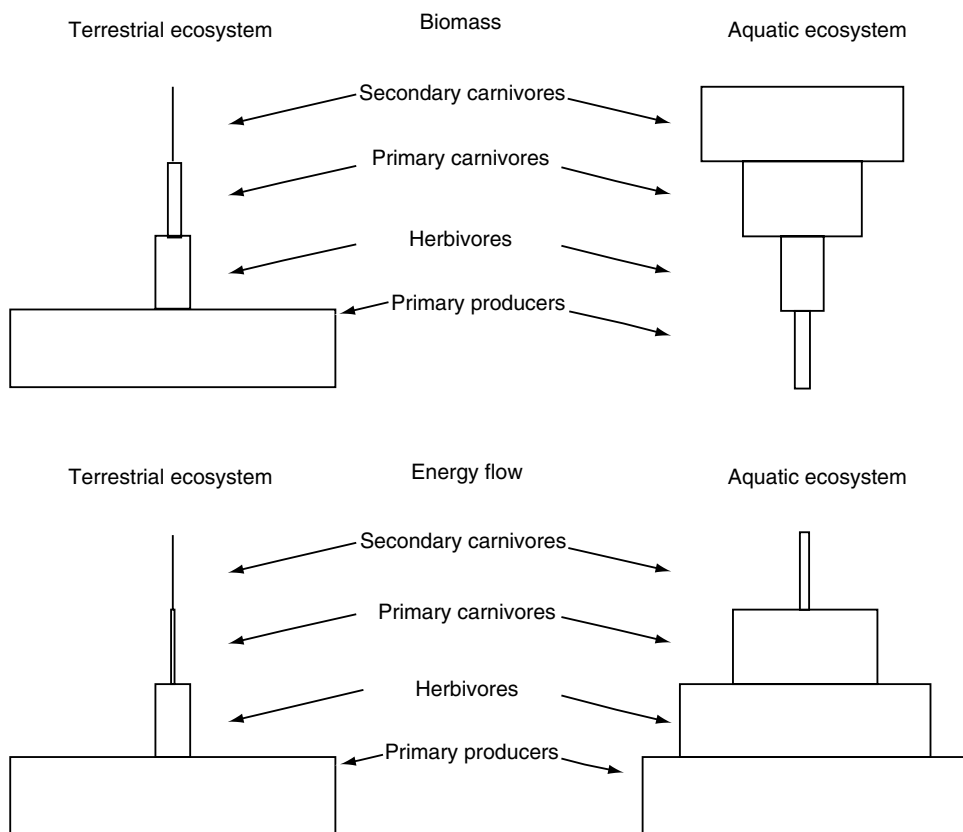 Terrestrial ecosystem
Biomass
Aquatic ecosystem
Secondary carnivores
Primary carnivores
Herbivores
Primary producers
Terrestrial ecosystem
Energy flow
Aquatic ecosystem
Secondary carnivores
Primary carnivores
Herbivores
Primary producers